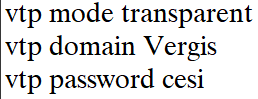 vtp mode transparent
vtp domain Vergis
vtp password cesi